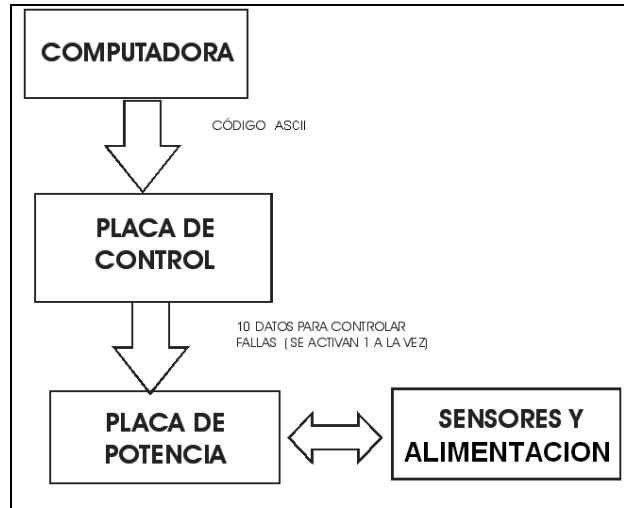 COMPUTADORA
CÓDIGO ASCII
PLACA DE
CONTROL
10 DATOS PARA CONTROLAR
FALLAS ( SE ACTIVAN 1 A LA VEZ)
PLACA DE
POTENCIA
SENSORES Y
ALIMENTACION